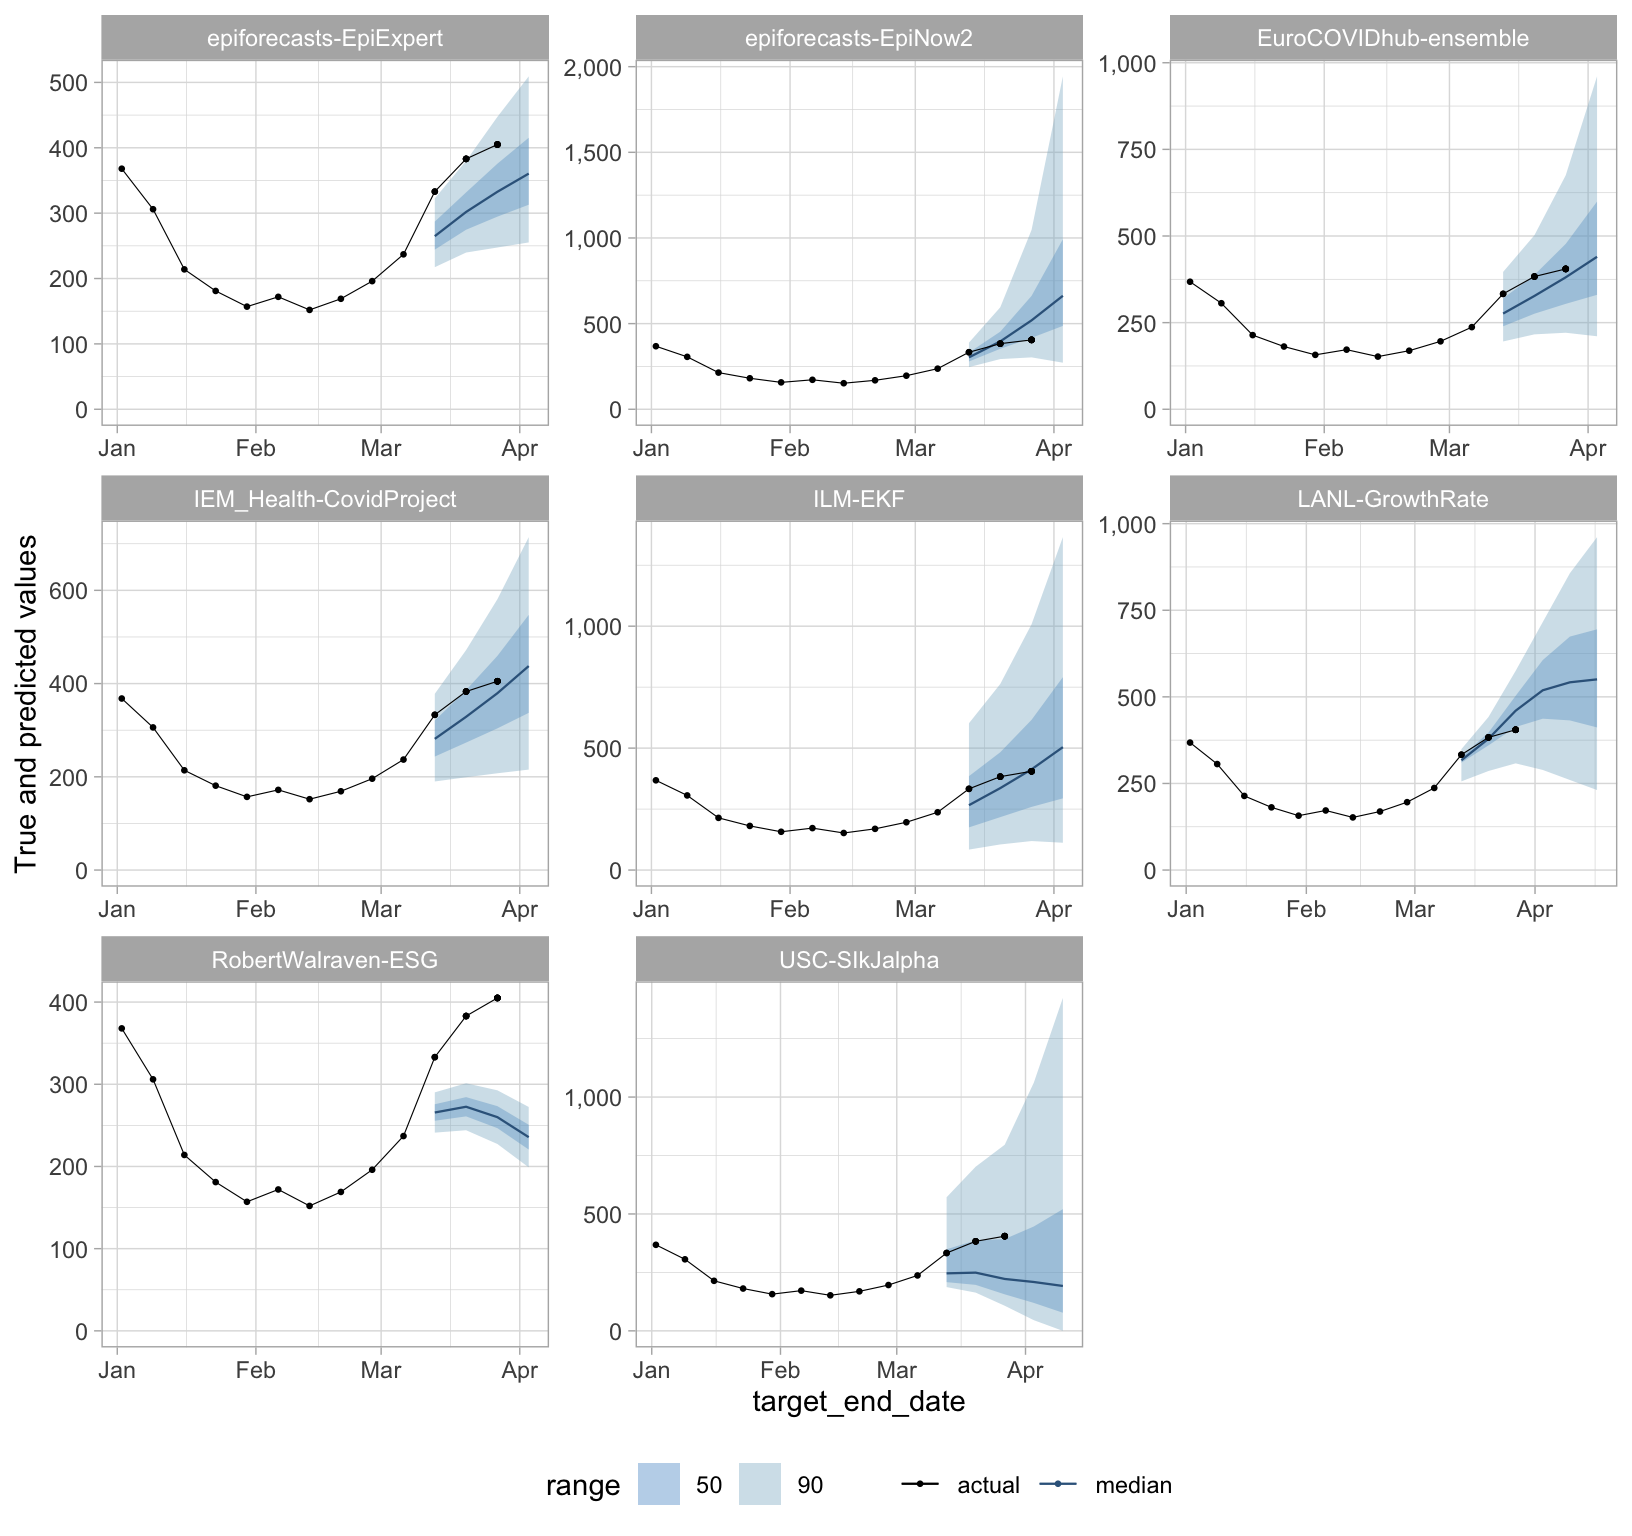 epiforecasts-EpiExpert
epiforecasts-EpiNow2
EuroCOVIDhub-ensemble
500
400
300
200
100
0
2,000
1,500
1,000
500
0
1,000
750
500
250
0
Jan Feb Mar Apr
Jan Feb Mar Apr
Jan Feb Mar Apr
IEM_Health-CovidProject
ILM-EKF
LANL-GrowthRate
True and predicted values
600
400
200
0
1,000
500
0
1,000
750
500
250
0
Jan Feb Mar Apr
Jan Feb Mar Apr
Jan Feb Mar Apr
RobertWalraven-ESG
USC-SIkJalpha
400
300
200
100
0
1,000
500
0
Jan Feb Mar Apr
Jan Feb Mar Apr
target_end_date
range 50 90 actual median